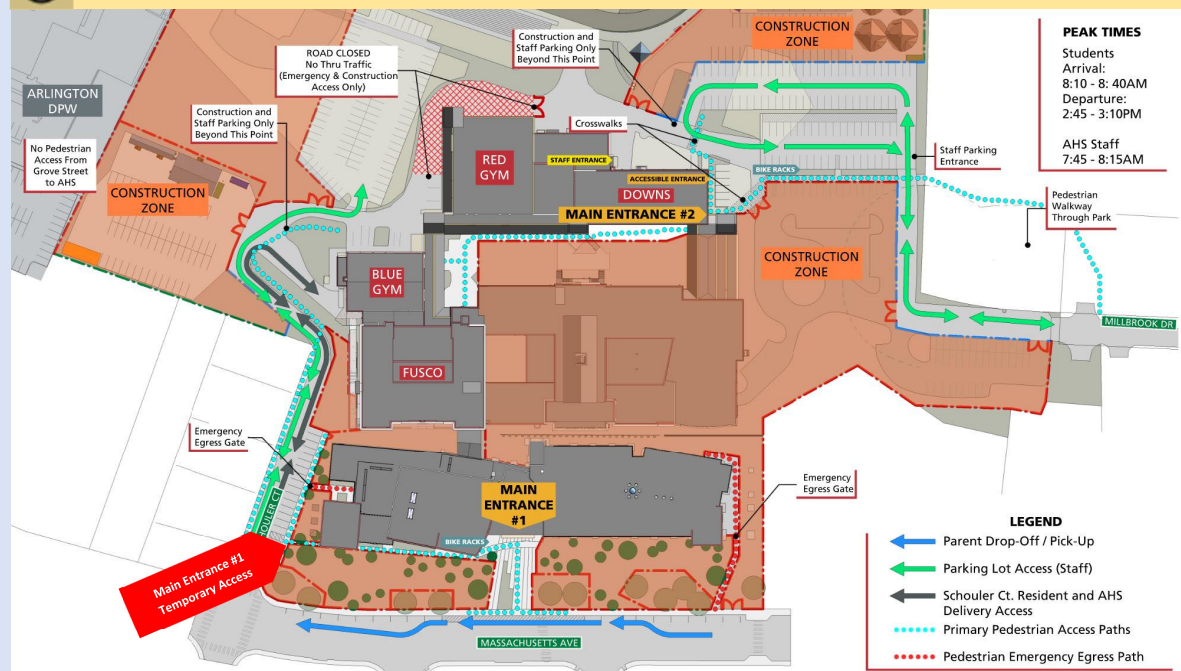 ARLINGTON
DPW
No Pedestrian
Access From
Grove Street
to AHS
CONSTRUCTION
ZONE
Construction and
Staff Parking Only
Beyond This Point
ROAD CLOSED
No Thru Traffic
(Emergency & Construction
Access Only)
Construction and
Staff Parking Only
Beyond This Point
CONSTRUCTION
ZONE
Crosswalks
RED
GYM
STAFF ENTRANCE
ACCESSIBLE ENTRANCE
DOWNS
MAIN ENTRANCE #2
BIKE RACKS
Staff Parking
Entrance
Pedestrian
Walkway
Through Park
PEAK TIMES
Students
Arrival:
8:10 - 8: 40AM
Departure:
2:45 - 3:10PM
AHS Staff
7:45 - 8:15AM
CONSTRUCTION
ZONE
MILLBROOK DR
BLUE
GYM
FUSCO
Emergency
Egress Gate
MAIN
ENTRANCE
#1
BIKE RACKS
Emergency
Egress Gate
Main Entrance #1
Temporary Access
MASSACHUSETTS AVE
LEGEND
Parent Drop-Off / Pick-Up
Parking Lot Access (Staff)
Schouler Ct. Resident and AHS
Delivery Access
Primary Pedestrian Access Paths
Pedestrian Emergency Egress Path